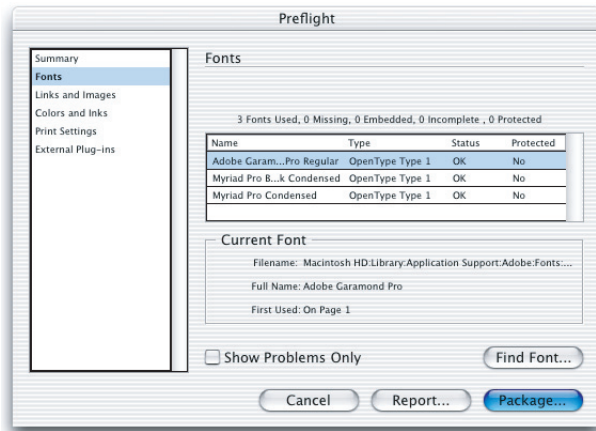 Preflight
Summary
Fonts
Links and Images
Colors and Inks
Print Settings
External Plug-ins
Fonts
3 Fonts Used, 0 Missing, 0 Embedded, 0 Incomplete , 0 Protected
Name Type Status Protected
Adobe Garam...Pro Regular OpenType Type 1 OK No
Myriad Pro B...k Condensed OpenType Type 1 OK No
Myriad Pro Condensed OpenType Type 1 OK No
Current Font
Filename: Macintosh HD:Library:Application Support:Adobe:Fonts:...
Full Name: Adobe Garamond Pro
First Used: On Page 1
Show Problems Only
Find Font...
Cancel
Report...
Package...